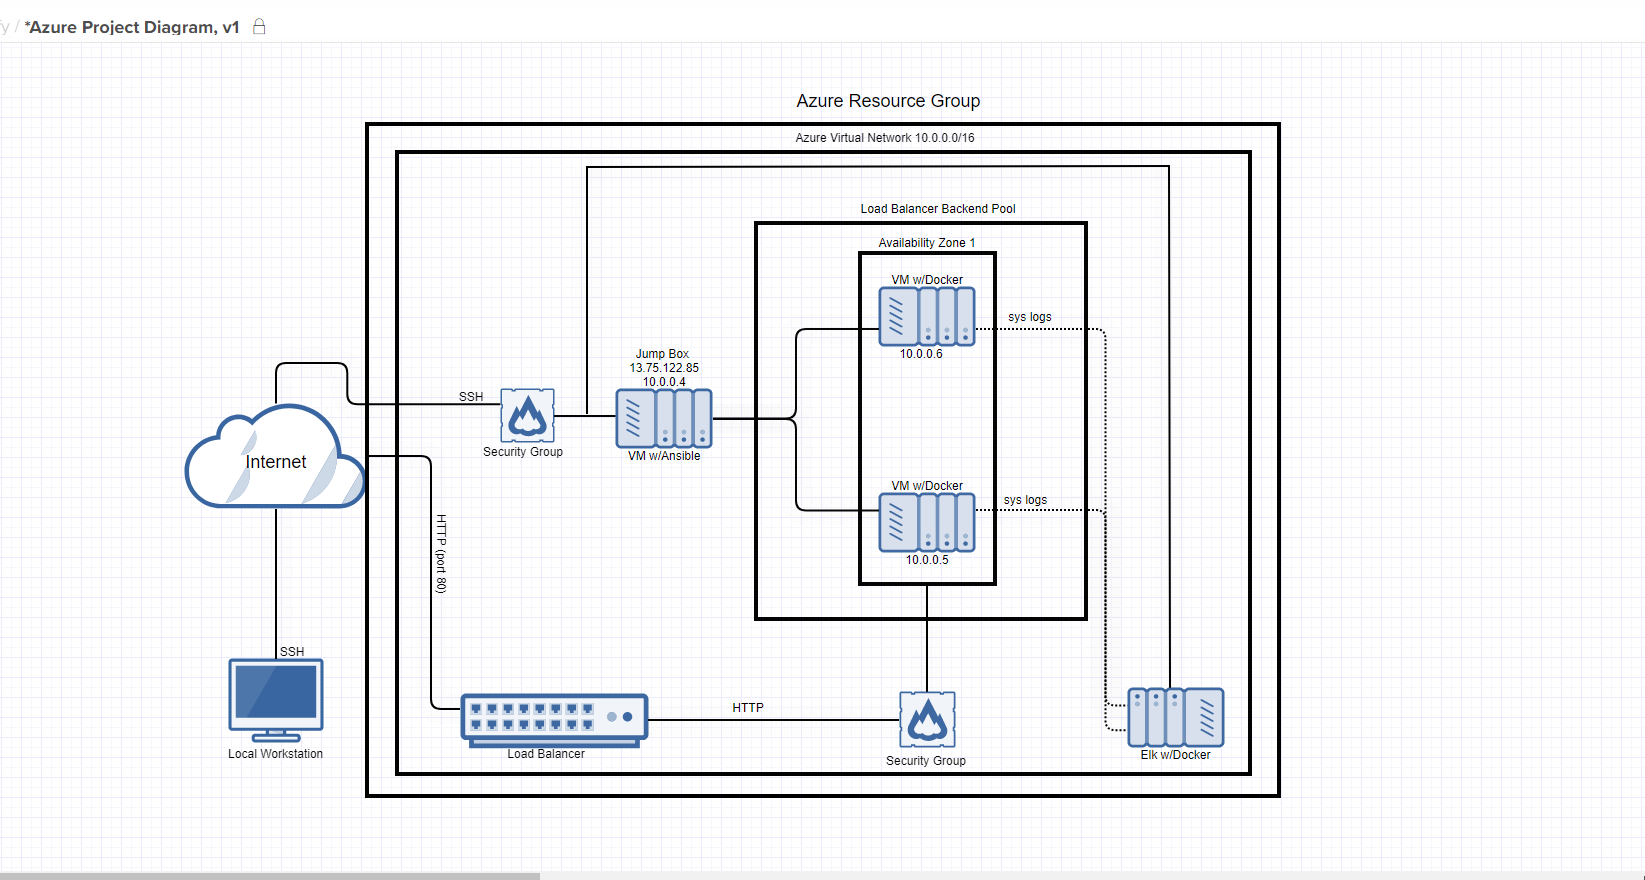 fy / *Azure Project Diagram, v1
Azure Resource Group
Azure Virtual Network 10.0.0.0/16
Load Balancer Backend Pool
Availability Zone 1
VM w/Docker
sys logs
10.0.0.6
Jump Box
13.75.122.85
10.0.0.4
SSH
Security Group
VM w/Ansible
Internet
VM w/Docker
sys logs
10.0.0.5
HTTP (port 80)
SSH
HTTP
Local Workstation
Load Balancer
Security Group
Elk w/Docker